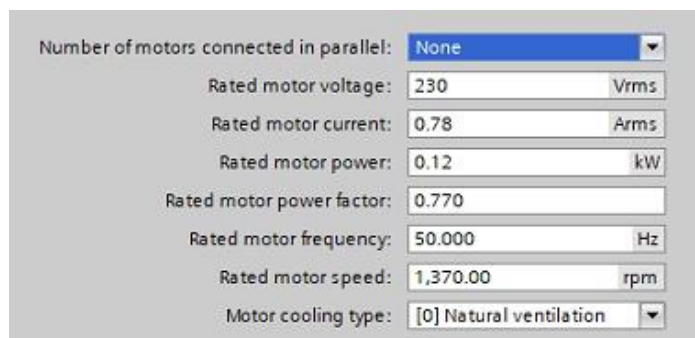 Number of motors connected in parallel: None
Rated motor voltage: 230 Vrms
Rated motor current: 0.78 Arms
Rated motor power: 0.12 kW
Rated motor power factor: 0.770
Rated motor frequency: 50.000 Hz
Rated motor speed: 1,370.00 rpm
Motor cooling type: [0] Natural ventilation